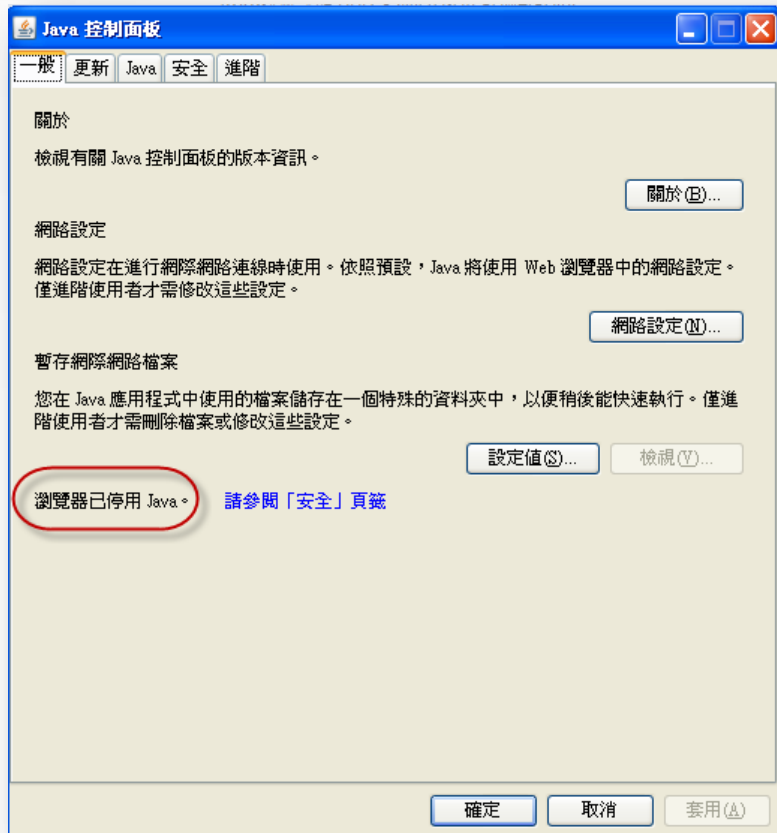 Java 控制面板
一般 更新 Java 安全 進階
關於
檢視有關 Java 控制面板的版本資訊。
關於(B)...
網路設定
網路設定在進行網際網路連線時使用。依照預設，Java 將使用 Web 瀏覽器中的網路設定。
僅進階使用者才需修改這些設定。
網路設定(N)...
暫存網際網路檔案
您在 Java 應用程式中使用的檔案儲存在一個特殊的資料夾中，以便稍後能快速執行。僅進
階使用者才需刪除檔案或修改這些設定。
設定值(S)... 檢視(V)...
瀏覽器已停用 Java。 請參閱「安全」頁籤
確定 取消 套用(A)